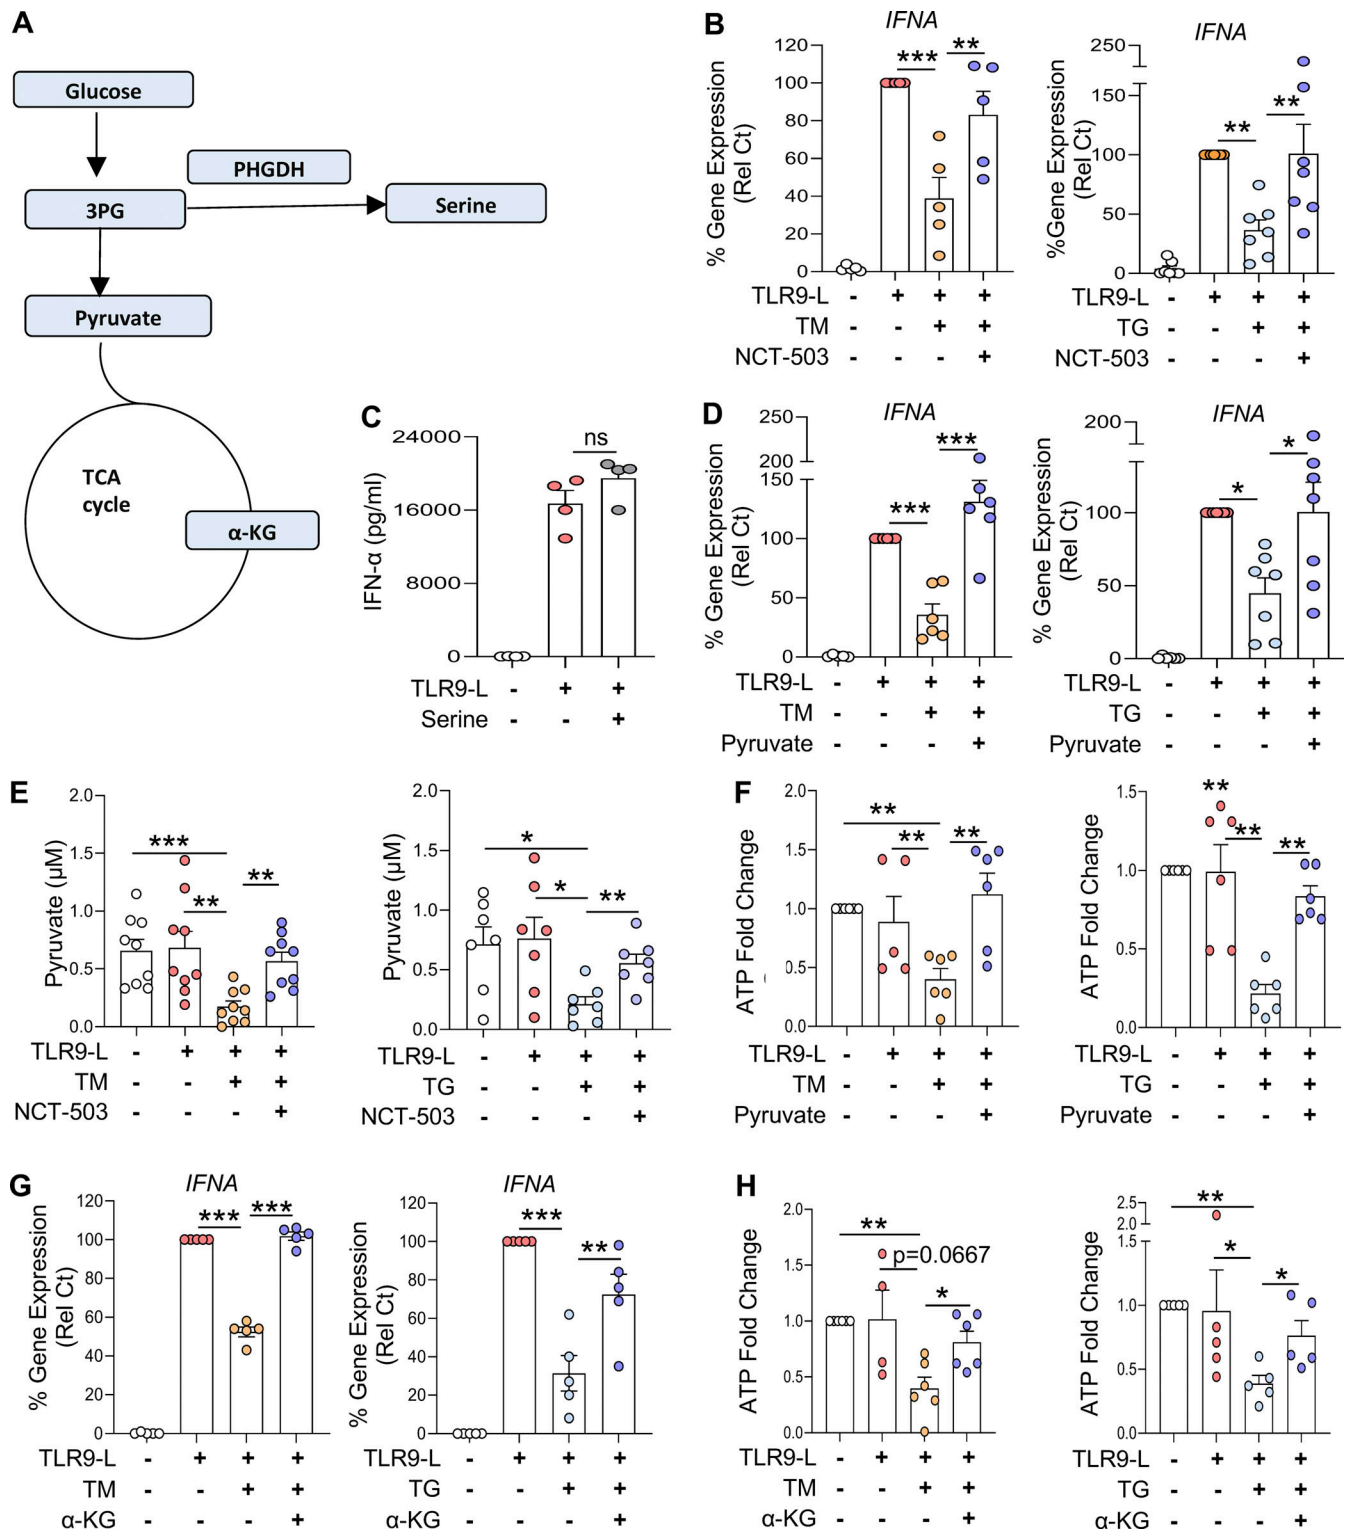 A
Glucose
PHGDH
3PG
Serine
Pyruvate
TCA
cycle
α-KG
B
IFNA
% Gene Expression
(Rel Ct)
120
100
80
60
40
20
0
***
**
TLR9-L - + + +
TM - - + +
NCT-503 - - - +
IFNA
%Gene Expression
(Rel Ct)
250
150
100
50
0
**
**
TLR9-L - + + +
TG - - + +
NCT-503 - - - +
C
IFN-α (pg/ml)
24000
16000
8000
0
ns
TLR9-L - + +
Serine - - +
D
IFNA
% Gene Expression
(Rel Ct)
250
200
150
100
50
0
***
***
TLR9-L - + + +
TM - - + +
Pyruvate - - - +
IFNA
% Gene Expression
(Rel Ct)
200
100
50
0
*
*
TLR9-L - + + +
TG - - + +
Pyruvate - - - +
E
Pyruvate (μM)
2.0
1.5
1.0
0.5
0.0
***
**
**
TLR9-L - + + +
TM - - + +
NCT-503 - - - +
Pyruvate (μM)
2.0
1.5
1.0
0.5
0.0
*
*
**
TLR9-L - + + +
TG - - + +
NCT-503 - - - +
F
ATP Fold Change
2.0
1.5
1.0
0.5
0.0
**
**
**
TLR9-L - + + +
TM - - + +
Pyruvate - - - +
ATP Fold Change
1.5
1.0
0.5
0.0
**
**
**
TLR9-L - + + +
TG - - + +
Pyruvate - - - +
G
IFNA
% Gene Expression
(Rel Ct)
120
100
80
60
40
20
0
***
***
TLR9-L - + + +
TM - - + +
α-KG - - - +
IFNA
% Gene Expression
(Rel Ct)
120
100
80
60
40
20
0
***
**
TLR9-L - + + +
TG - - + +
α-KG - - - +
H
ATP Fold Change
2.0
1.5
1.0
0.5
0.0
**
p=0.0667
*
TLR9-L - + + +
TM - - + +
α-KG - - - +
ATP Fold Change
2.5
2.0
1.5
1.0
0.5
0.0
**
*
*
TLR9-L - + + +
TG - - + +
α-KG - - - +